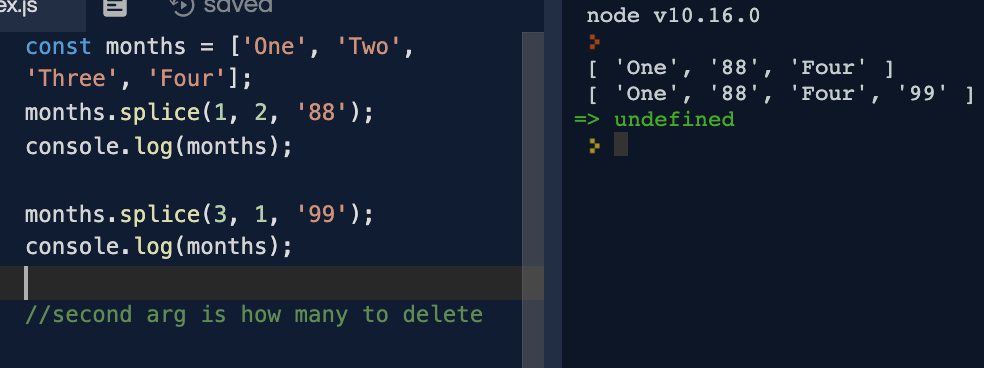 ex.js saved
const months = ['One', 'Two',
'Three', 'Four'];
months.splice(1, 2, '88');
console.log(months);
months.splice(3, 1, '99');
console.log(months);
//second arg is how many to delete
node v10.16.0
[ 'One', '88', 'Four' ]
[ 'One', '88', 'Four', '99' ]
=> undefined